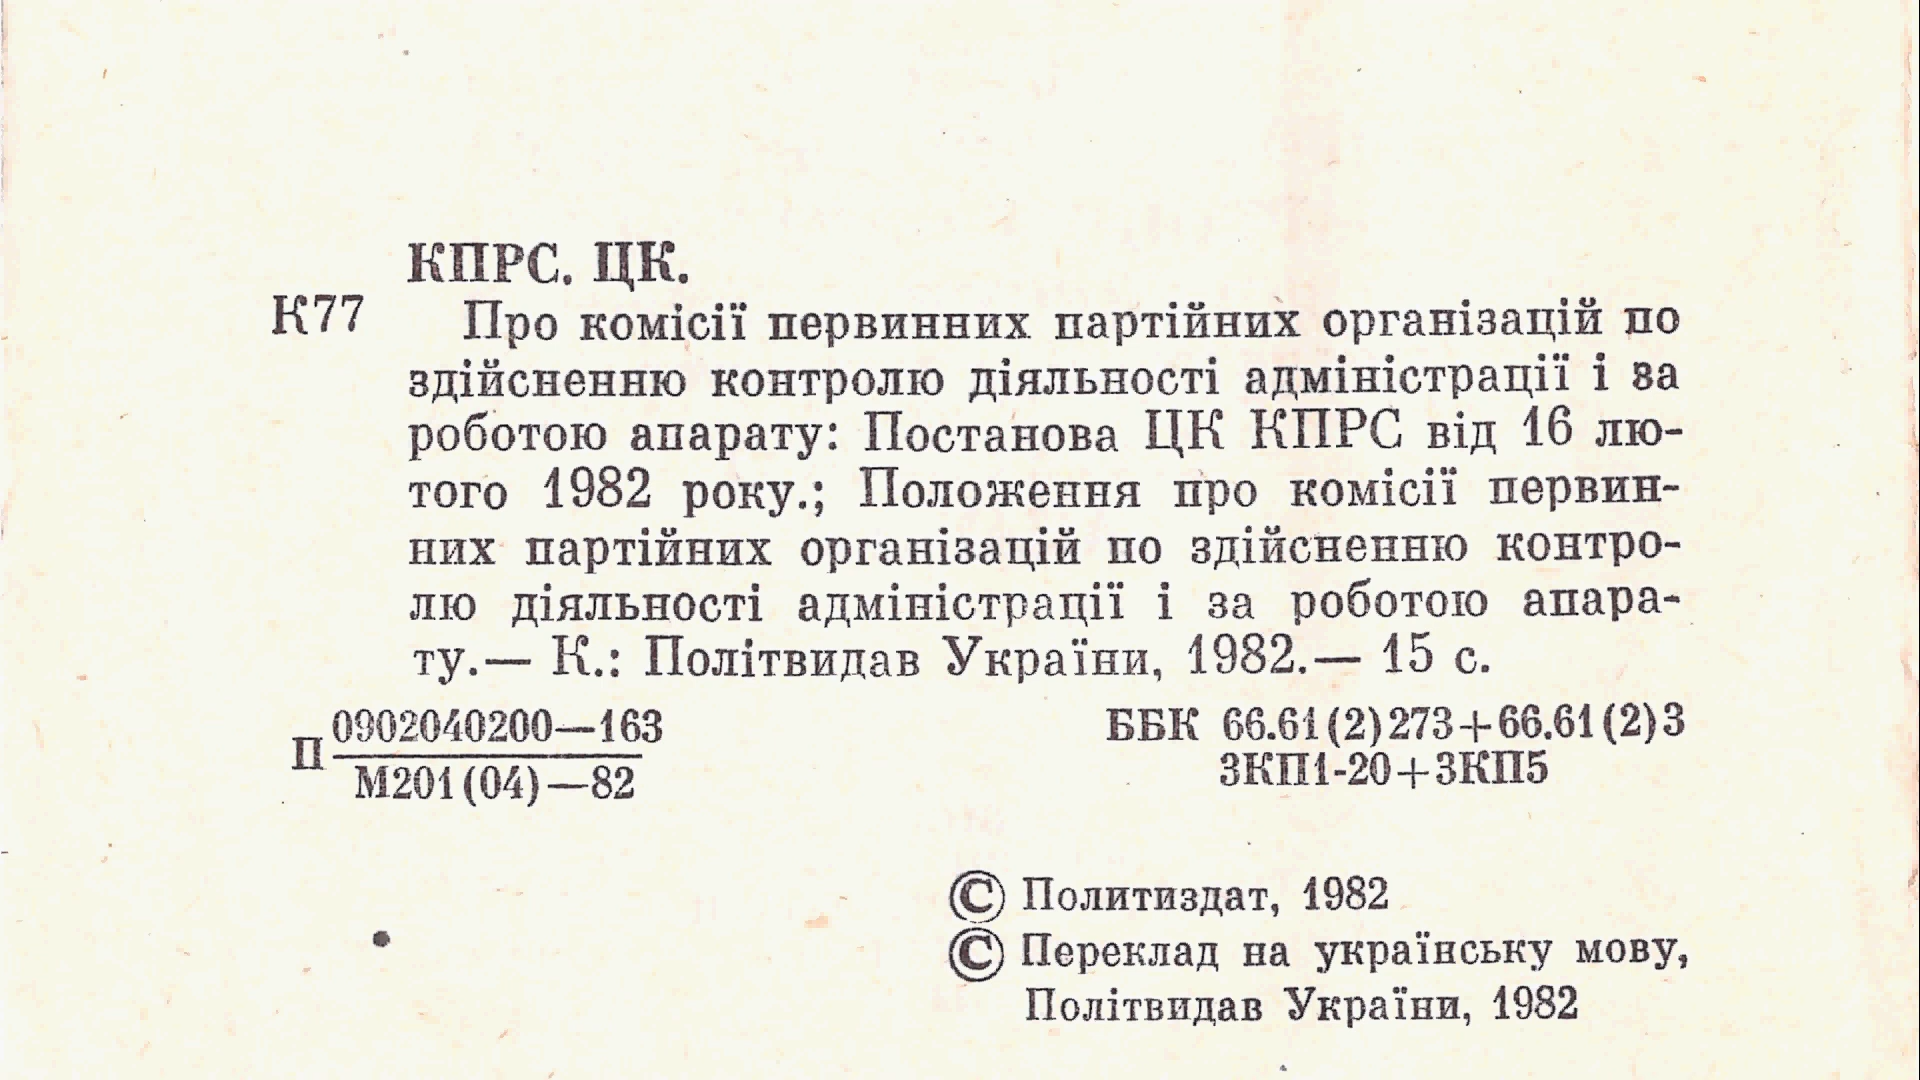 КПРС. ЦК.
К77 Про комісії первинних партійних організацій по
здійсненню контролю діяльності адміністрації і за
роботою апарату: Постанова ЦК КПРС від 16 лю-
того 1982 року.; Положення про комісії первин-
них партійних організацій по здійсненню контро-
лю діяльності адміністрації і за роботою апара-
ту.— К.: Політвидав України, 1982.— 15 с.
П 0902040200—163
М201(04)—82
ББК 66.61(2)273+66.61(2)3
3КП1-20+3КП5
© Политиздат, 1982
© Переклад на українську мову,
Політвидав України, 1982